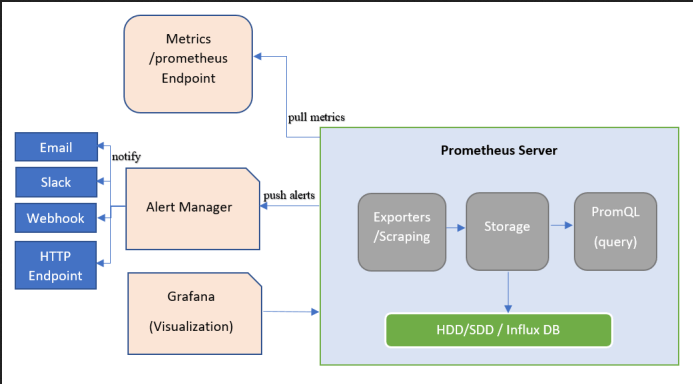 Metrics
/prometheus
Endpoint
pull metrics
Prometheus Server
Email
notify
Slack
Webhook
HTTP
Endpoint
Alert Manager
push alerts
Exporters
/Scraping
Storage
PromQL
(query)
Grafana
(Visualization)
HDD/SDD / Influx DB